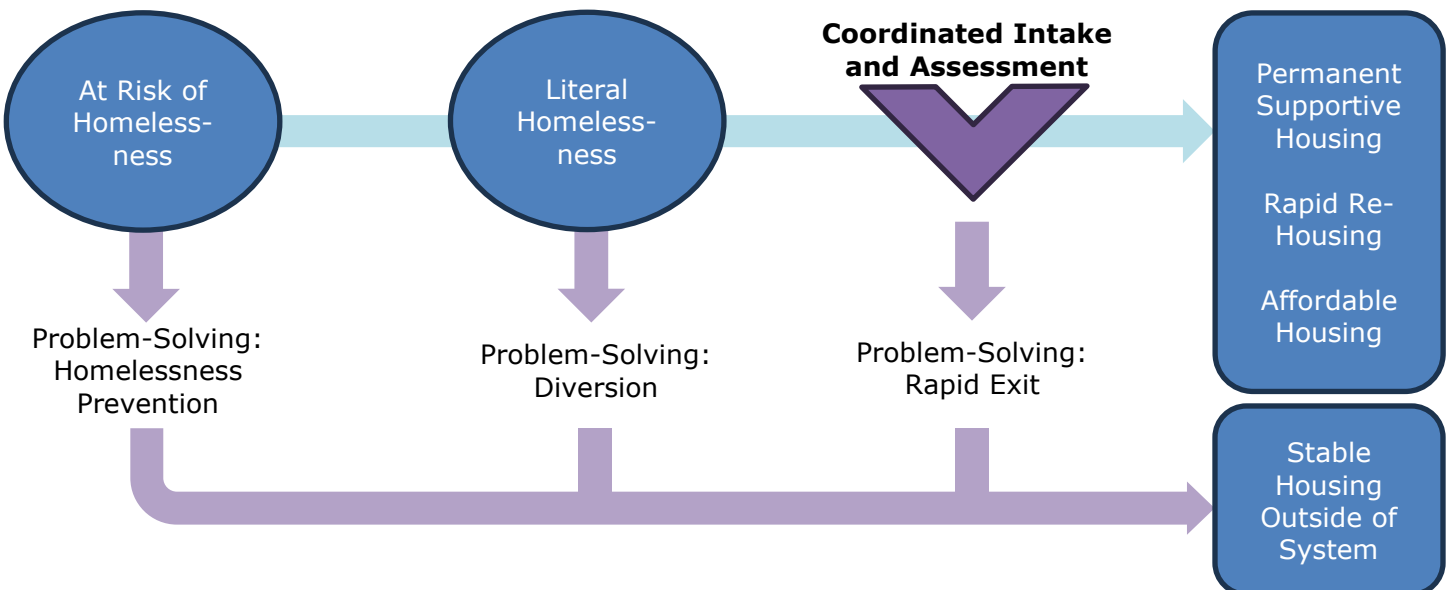 At Risk of
Homeless-
ness
Literal
Homeless-
ness
Coordinated Intake
and Assessment
Permanent
Supportive
Housing
Rapid Re-
Housing
Affordable
Housing
Problem-Solving:
Homelessness
Prevention
Problem-Solving:
Diversion
Problem-Solving:
Rapid Exit
Stable
Housing
Outside of
System